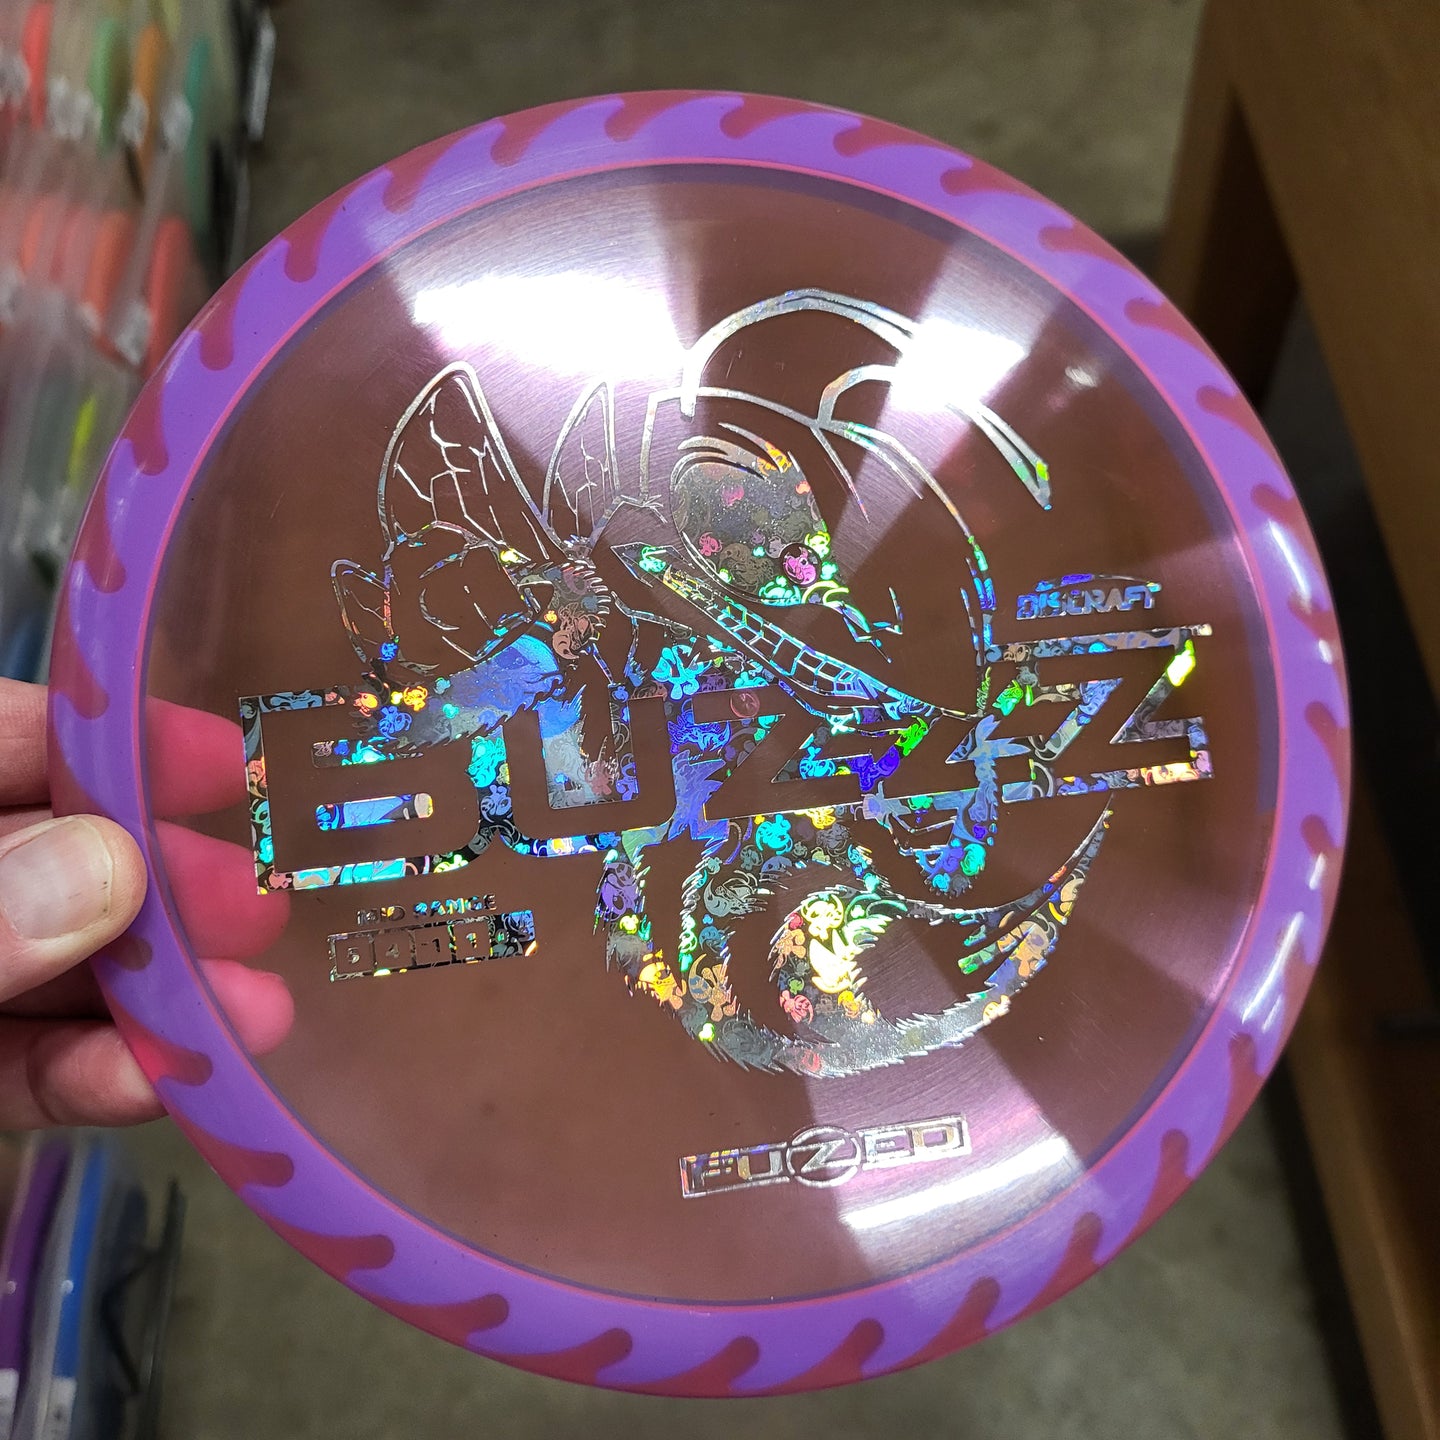 DISCRAFT
BUZZZ
MID RANGE
5 4 -1 1
FUZED